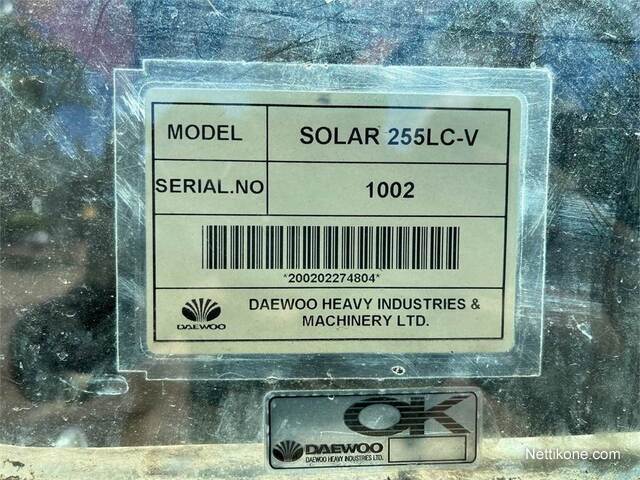 MODEL SOLAR 255LC-V
SERIAL.NO 1002
*200202274804*
DAEWOO
DAEWOO HEAVY INDUSTRIES &
MACHINERY LTD.
OK
DAEWOO
DAEWOO HEAVY INDUSTRIES LTD.
Nettikone.com